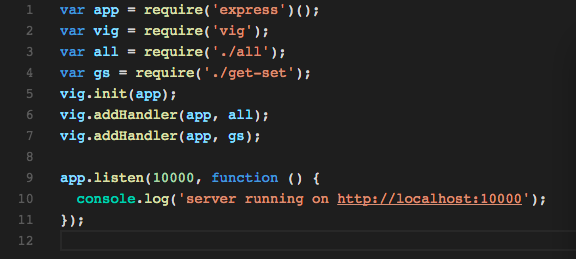 1 var app = require('express')();
2 var vig = require('vig');
3 var all = require('./all');
4 var gs = require('./get-set');
5 vig.init(app);
6 vig.addHandler(app, all);
7 vig.addHandler(app, gs);
8
9 app.listen(10000, function () {
10   console.log('server running on http://localhost:10000');
11 });
12